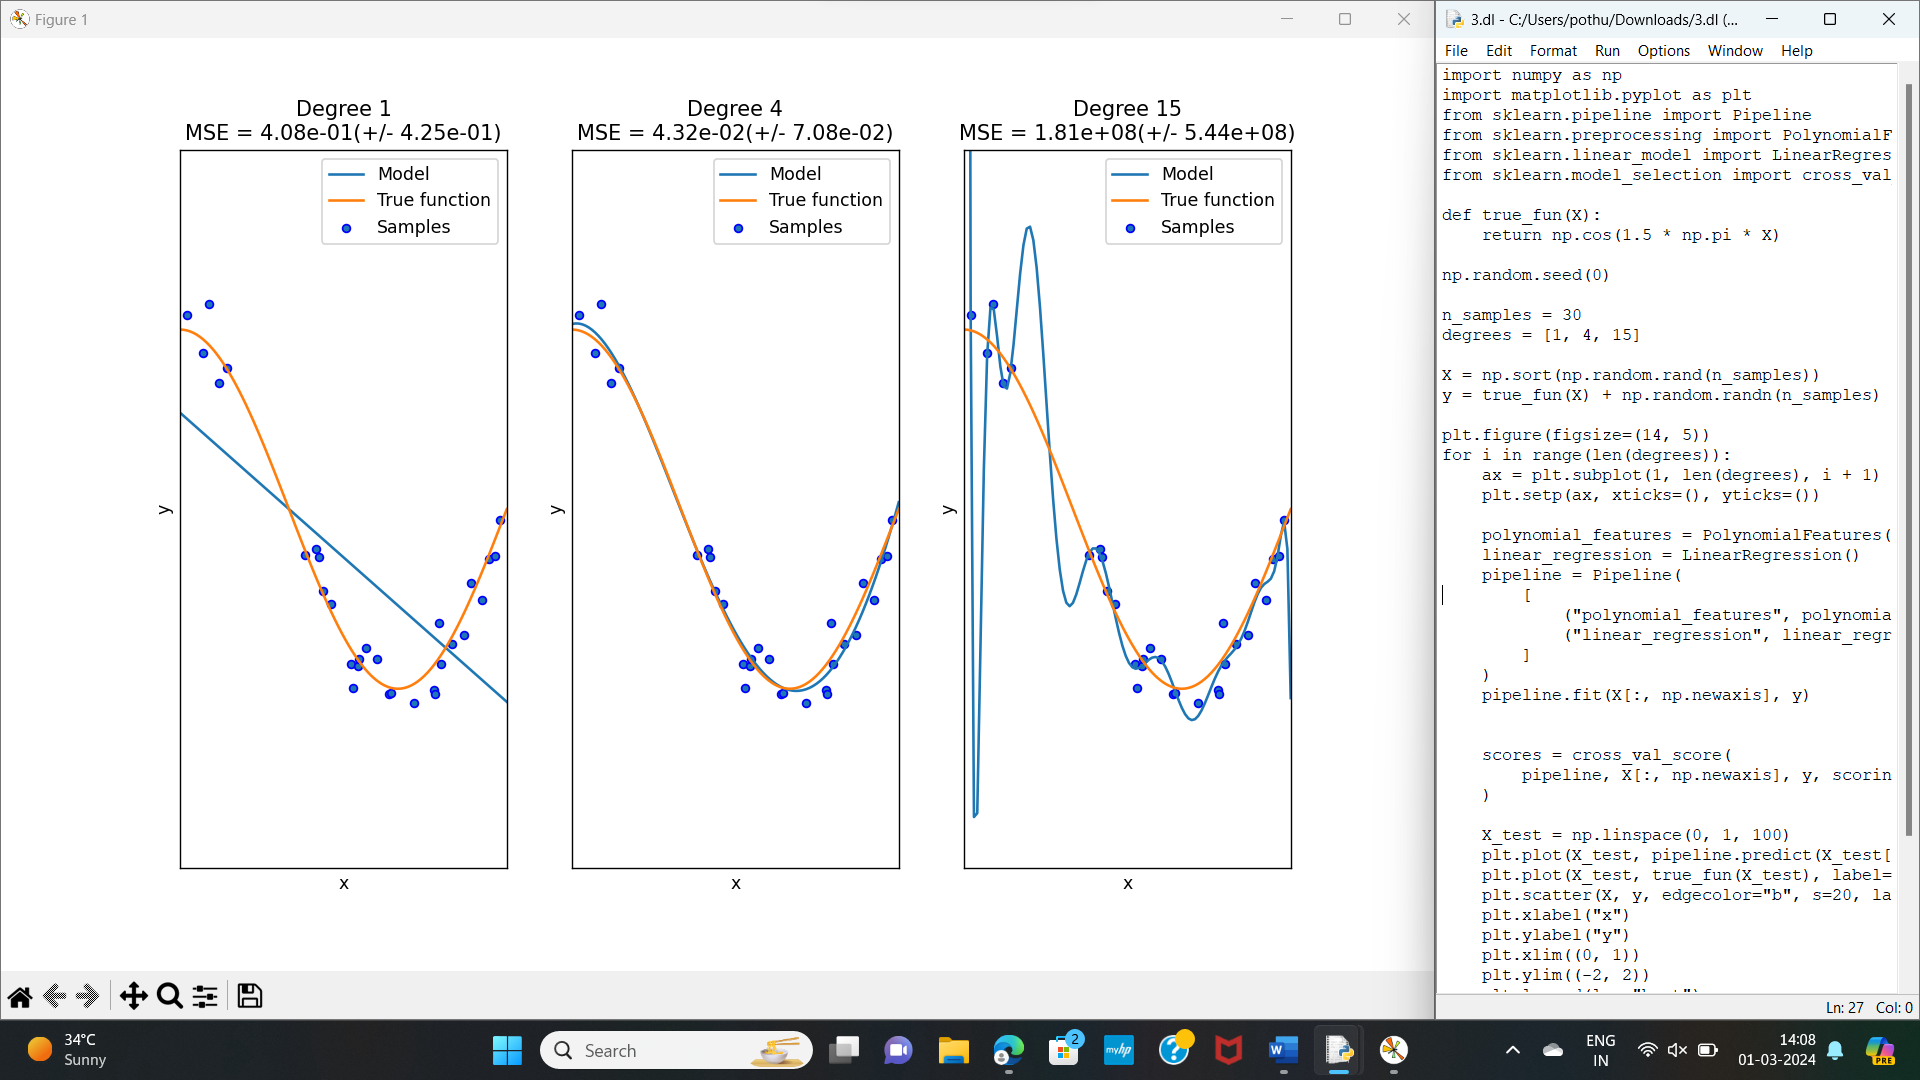 Figure 1
Degree 1
MSE = 4.08e-01(+/- 4.25e-01)
Model
True function
Samples
y
x
Degree 4
MSE = 4.32e-02(+/- 7.08e-02)
Model
True function
Samples
y
x
Degree 15
MSE = 1.81e+08(+/- 5.44e+08)
Model
True function
Samples
y
x
3.dl - C:/Users/pothu/Downloads/3.dl (...
File Edit Format Run Options Window Help
import numpy as np
import matplotlib.pyplot as plt
from sklearn.pipeline import Pipeline
from sklearn.preprocessing import PolynomialF
from sklearn.linear_model import LinearRegres
from sklearn.model_selection import cross_val
def true_fun(X):
    return np.cos(1.5 * np.pi * X)
np.random.seed(0)
n_samples = 30
degrees = [1, 4, 15]
X = np.sort(np.random.rand(n_samples))
y = true_fun(X) + np.random.randn(n_samples)
plt.figure(figsize=(14, 5))
for i in range(len(degrees)):
    ax = plt.subplot(1, len(degrees), i + 1)
    plt.setp(ax, xticks=(), yticks=())
    polynomial_features = PolynomialFeatures(
    linear_regression = LinearRegression()
    pipeline = Pipeline(
        [
            ("polynomial_features", polynomia
            ("linear_regression", linear_regr
        ]
    )
    pipeline.fit(X[:, np.newaxis], y)
    scores = cross_val_score(
        pipeline, X[:, np.newaxis], y, scorin
    )
    X_test = np.linspace(0, 1, 100)
    plt.plot(X_test, pipeline.predict(X_test[
    plt.plot(X_test, true_fun(X_test), label=
    plt.scatter(X, y, edgecolor="b", s=20, la
    plt.xlabel("x")
    plt.ylabel("y")
    plt.xlim((0, 1))
    plt.ylim((-2, 2))
Ln: 27 Col: 0
34°C
Sunny
Search
2
myhp
ENG
IN
14:08
01-03-2024
PRE